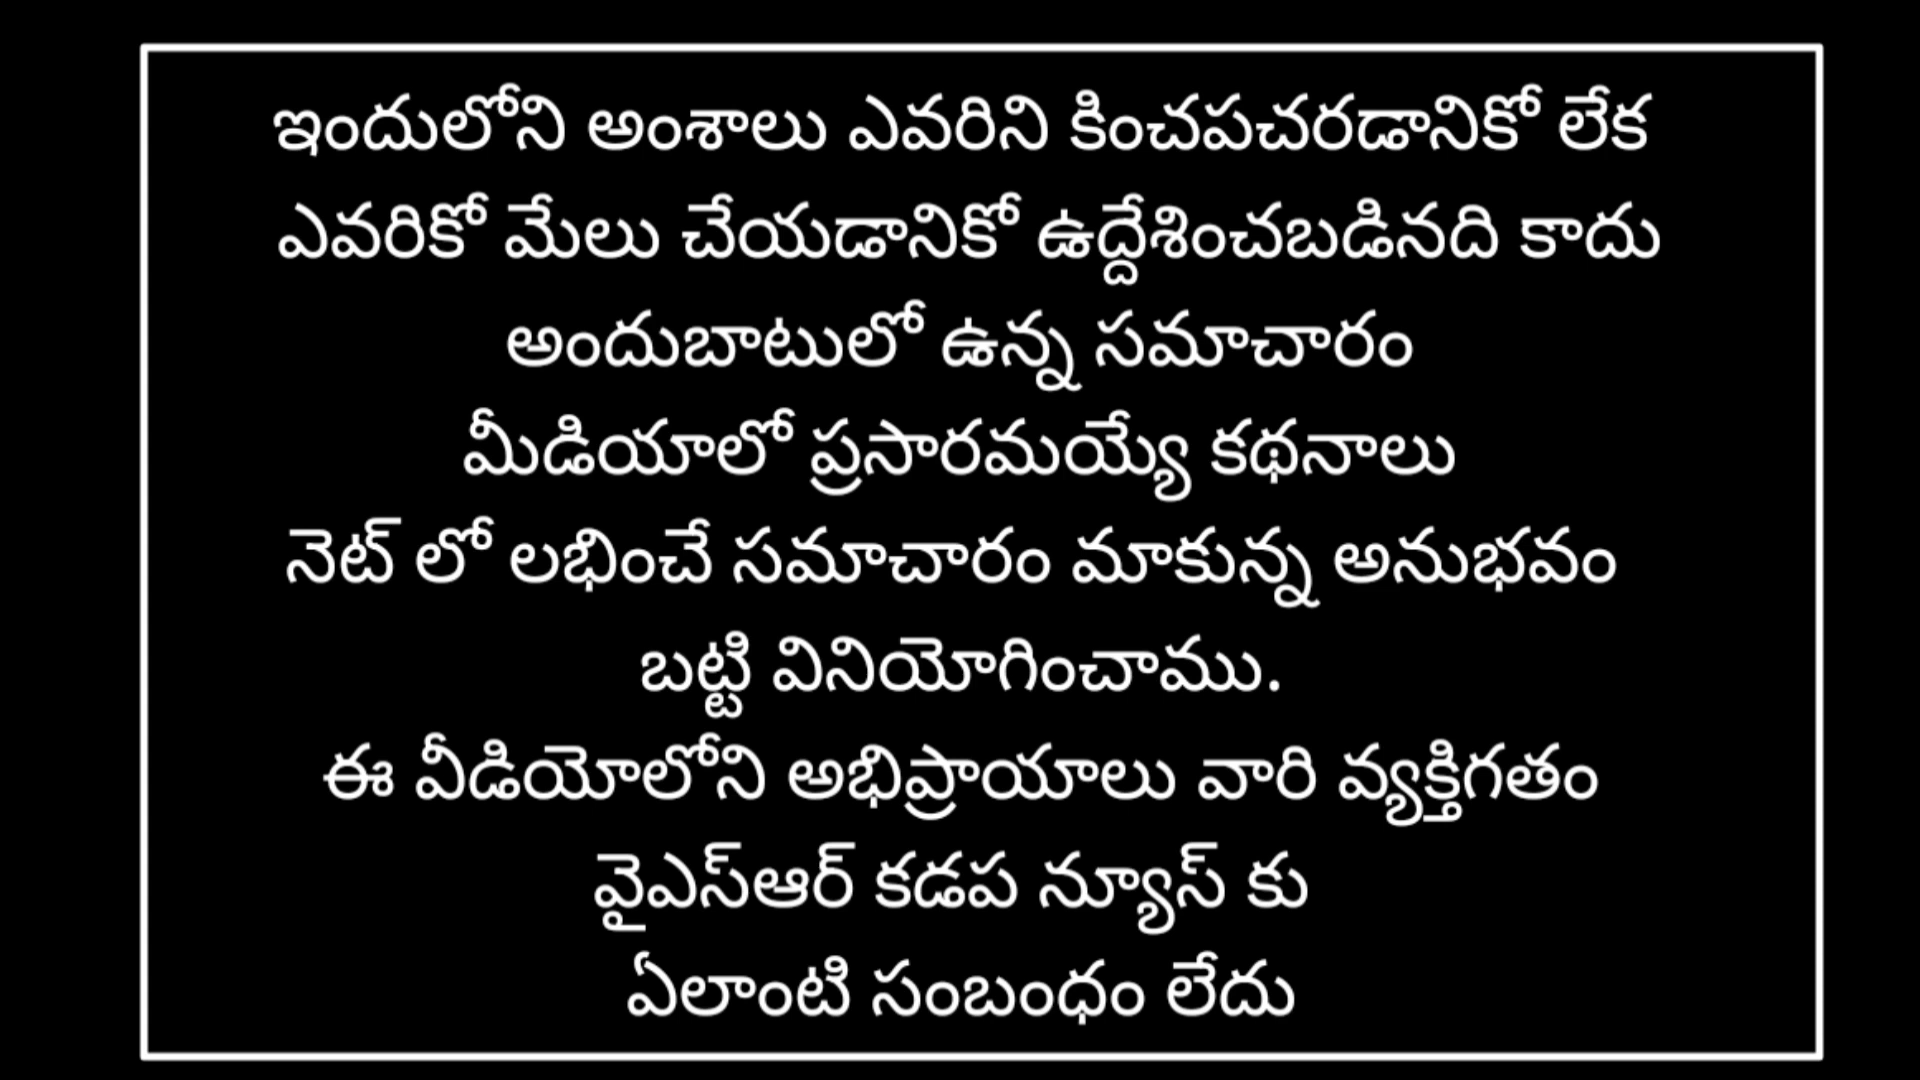 ఇందులోని అంశాలు ఎవరిని కించపచరడానికో లేక
ఎవరికో మేలు చేయడానికో ఉద్దేశించబడినది కాదు
అందుబాటులో ఉన్న సమాచారం
మీడియాలో ప్రసారమయ్యే కథనాలు
నెట్ లో లభించే సమాచారం మాకున్న అనుభవం
బట్టి వినియోగించాము.
ఈ వీడియోలోని అభిప్రాయాలు వారి వ్యక్తిగతం
వైఎస్ఆర్ కడప న్యూస్ కు
ఏలాంటి సంబంధం లేదు